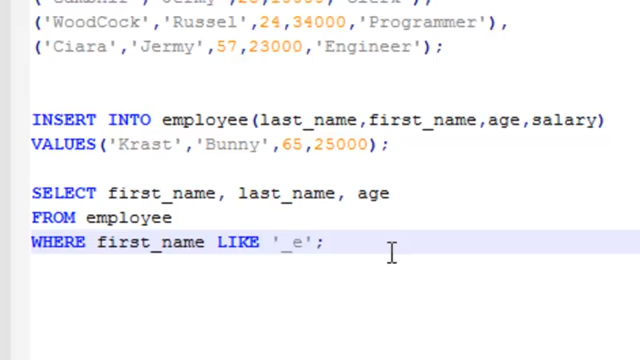 ,'Jermy',
('WoodCock','Russel',24,34000,'Programmer'),
('Ciara','Jermy',57,23000,'Engineer');
INSERT INTO employee(last_name,first_name,age,salary)
VALUES('Krast','Bunny',65,25000);
SELECT first_name, last_name, age
FROM employee
WHERE first_name LIKE '_e';